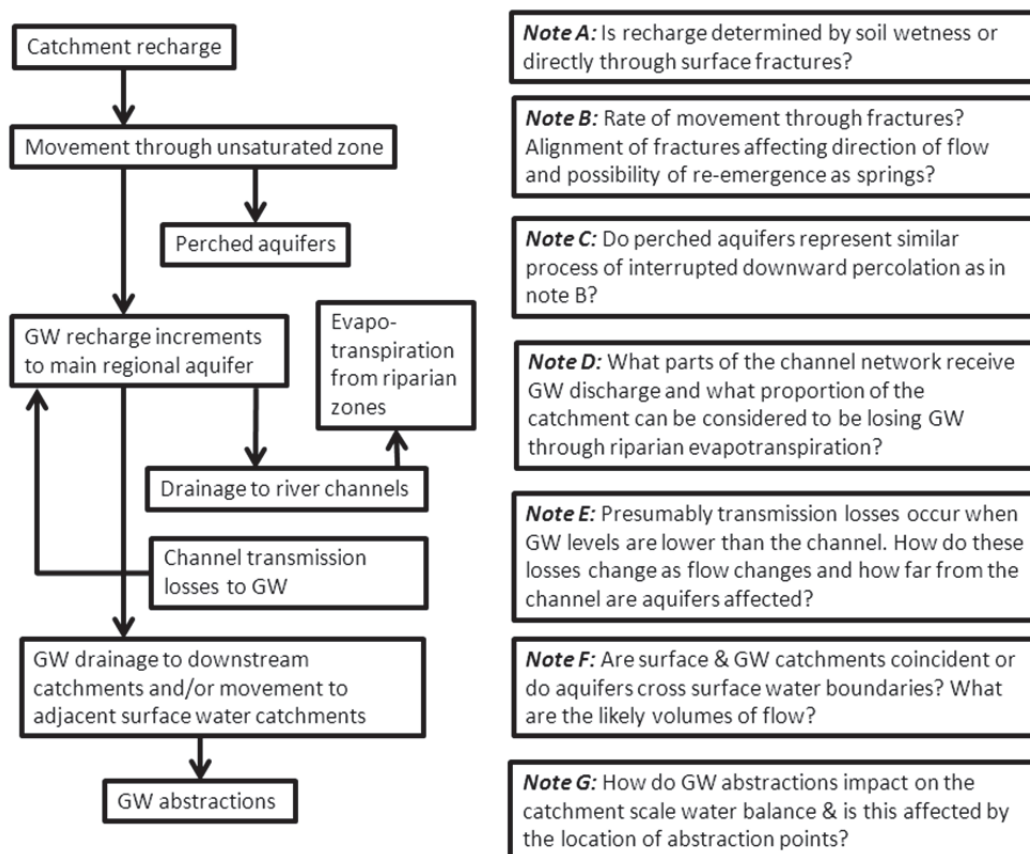 Catchment recharge
Movement through unsaturated zone
Perched aquifers
GW recharge increments
to main regional aquifer
Evapo-
transpiration
from riparian
zones
Drainage to river channels
Channel transmission
losses to GW
GW drainage to downstream
catchments and/or movement to
adjacent surface water catchments
GW abstractions
Note A: Is recharge determined by soil wetness or
directly through surface fractures?
Note B: Rate of movement through fractures?
Alignment of fractures affecting direction of flow
and possibility of re-emergence as springs?
Note C: Do perched aquifers represent similar
process of interrupted downward percolation as in
note B?
Note D: What parts of the channel network receive
GW discharge and what proportion of the
catchment can be considered to be losing GW
through riparian evapotranspiration?
Note E: Presumably transmission losses occur when
GW levels are lower than the channel. How do these
losses change as flow changes and how far from the
channel are aquifers affected?
Note F: Are surface & GW catchments coincident or
do aquifers cross surface water boundaries? What
are the likely volumes of flow?
Note G: How do GW abstractions impact on the
catchment scale water balance & is this affected by
the location of abstraction points?